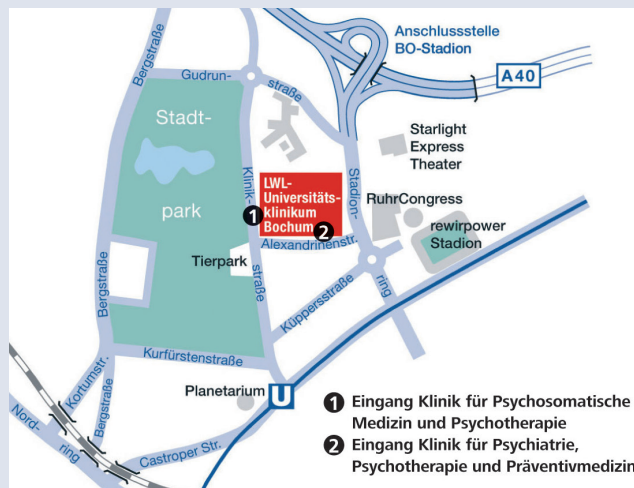 Anschlussstelle
BO-Stadion
A40
Bergstraße
Gudrun-
straße
Stadt-
park
Starlight
Express
Theater
Klinik-
straße
LWL-
Universitäts-
klinikum
Bochum
1
2
Stadion-
ring
RuhrCongress
rewirpower
Stadion
Alexandrinenstr.
Tierpark
Bergstraße
Küppersstraße
Kurfürstenstraße
Kortumstr.
Bergstraße
Planetarium
U
Nord-
ring
Castroper Str.
1 Eingang Klinik für Psychosomatische
Medizin und Psychotherapie
2 Eingang Klinik für Psychiatrie,
Psychotherapie und Präventivmedizin